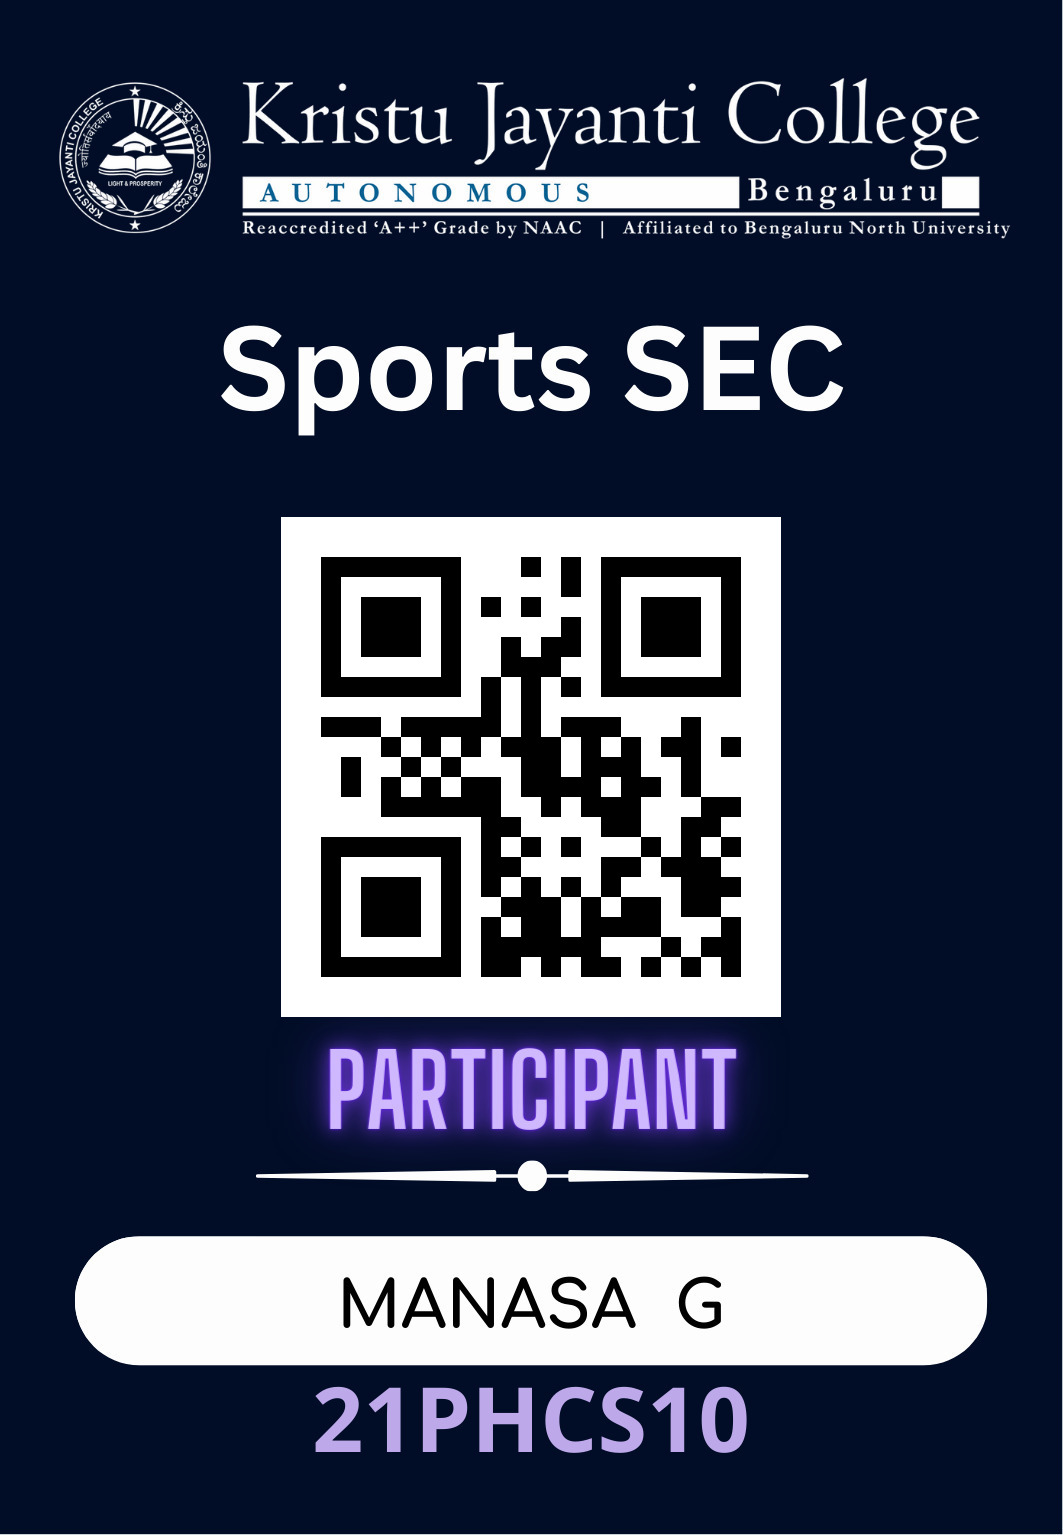 Kristu Jayanti College
AUTONOMOUS Bengaluru
Reaccredited ‘A++’ Grade by NAAC | Affiliated to Bengaluru North University
KRISTU JAYANTI COLLEGE
LIGHT & PROSPERITY
Sports SEC
PARTICIPANT
MANASA G
21PHCS10